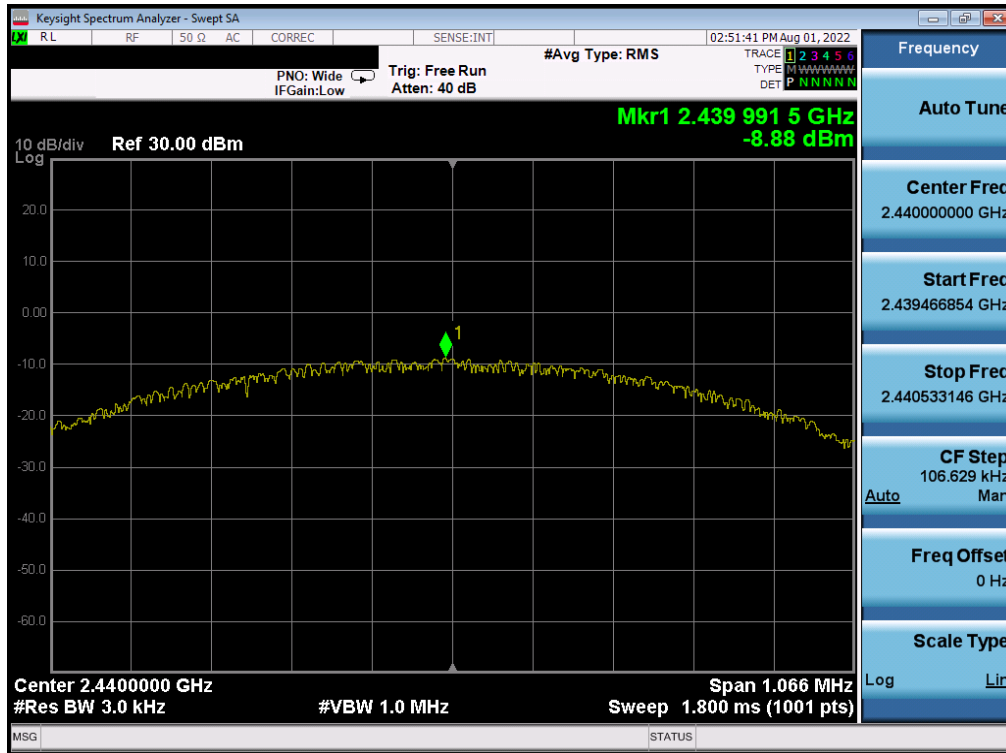 Keysight Spectrum Analyzer - Swept SA
LXI RL RF 50 Ω AC CORREC SENSE:INT 02:51:41 PM Aug 01, 2022
#Avg Type: RMS TRACE 1 2 3 4 5 6
PNO: Wide Trig: Free Run TYPE M W W W W W
IFGain:Low Atten: 40 dB DET P N N N N N
Mkr1 2.439 991 5 GHz
-8.88 dBm
10 dB/div Ref 30.00 dBm
Log
20.0
10.0
0.00
1
-10.0
-20.0
-30.0
-40.0
-50.0
-60.0
Center 2.4400000 GHz Span 1.066 MHz
#Res BW 3.0 kHz #VBW 1.0 MHz Sweep 1.800 ms (1001 pts)
MSG STATUS
Frequency
Auto Tune
Center Freq
2.440000000 GHz
Start Freq
2.439466854 GHz
Stop Freq
2.440533146 GHz
CF Step
106.629 kHz
Auto Man
Freq Offset
0 Hz
Scale Type
Log Lin